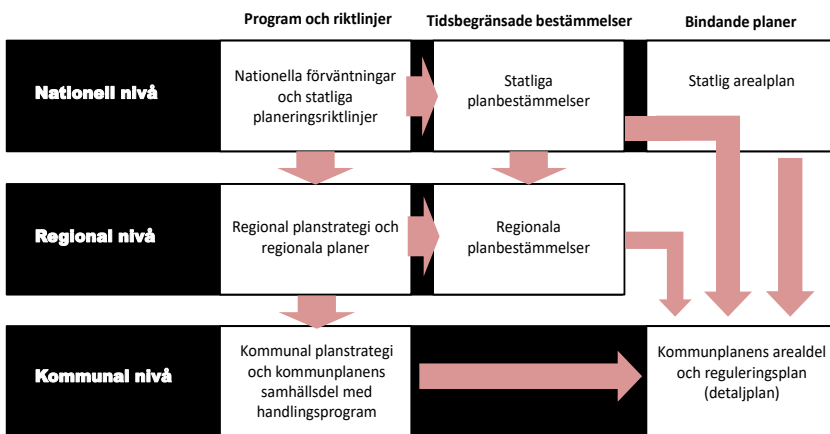 Program och riktlinjer
Tidsbegränsade bestämmelser
Bindande planer
Nationell nivå
Nationella förväntningar
och statliga
planeringsriktlinjer
Statliga
planbestämmelser
Statlig arealplan
Regional nivå
Regional planstrategi och
regionala planer
Regionala
planbestämmelser
Kommunal nivå
Kommunal planstrategi
och kommunplanens
samhällsdel med
handlingsprogram
Kommunplanens arealdel
och reguleringsplan
(detaljplan)